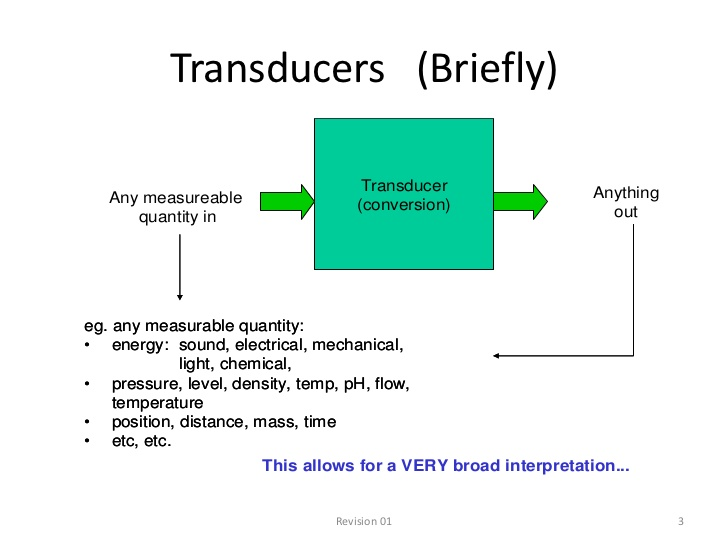 Transducers (Briefly)
Any measureable
quantity in
Transducer
(conversion)
Anything
out
eg. any measurable quantity:
• energy: sound, electrical, mechanical,
light, chemical,
• pressure, level, density, temp, pH, flow,
temperature
• position, distance, mass, time
• etc, etc.
This allows for a VERY broad interpretation...
Revision 01
3